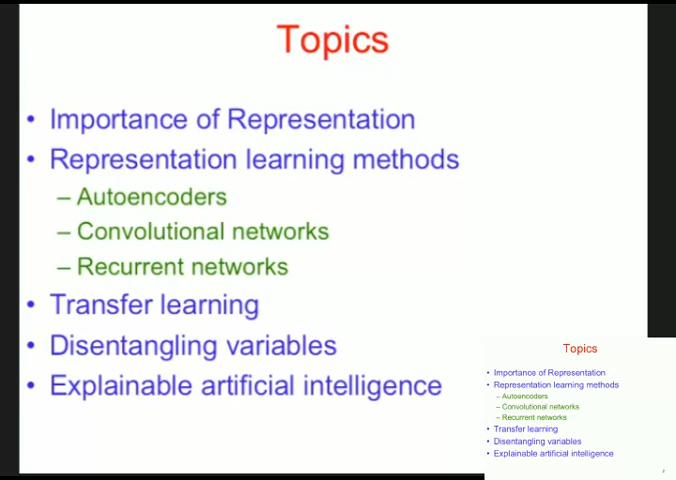 Topics
• Importance of Representation
• Representation learning methods
– Autoencoders
– Convolutional networks
– Recurrent networks
• Transfer learning
• Disentangling variables
• Explainable artificial intelligence
Topics
• Importance of Representation
• Representation learning methods
– Autoencoders
– Convolutional networks
– Recurrent networks
• Transfer learning
• Disentangling variables
• Explainable artificial intelligence